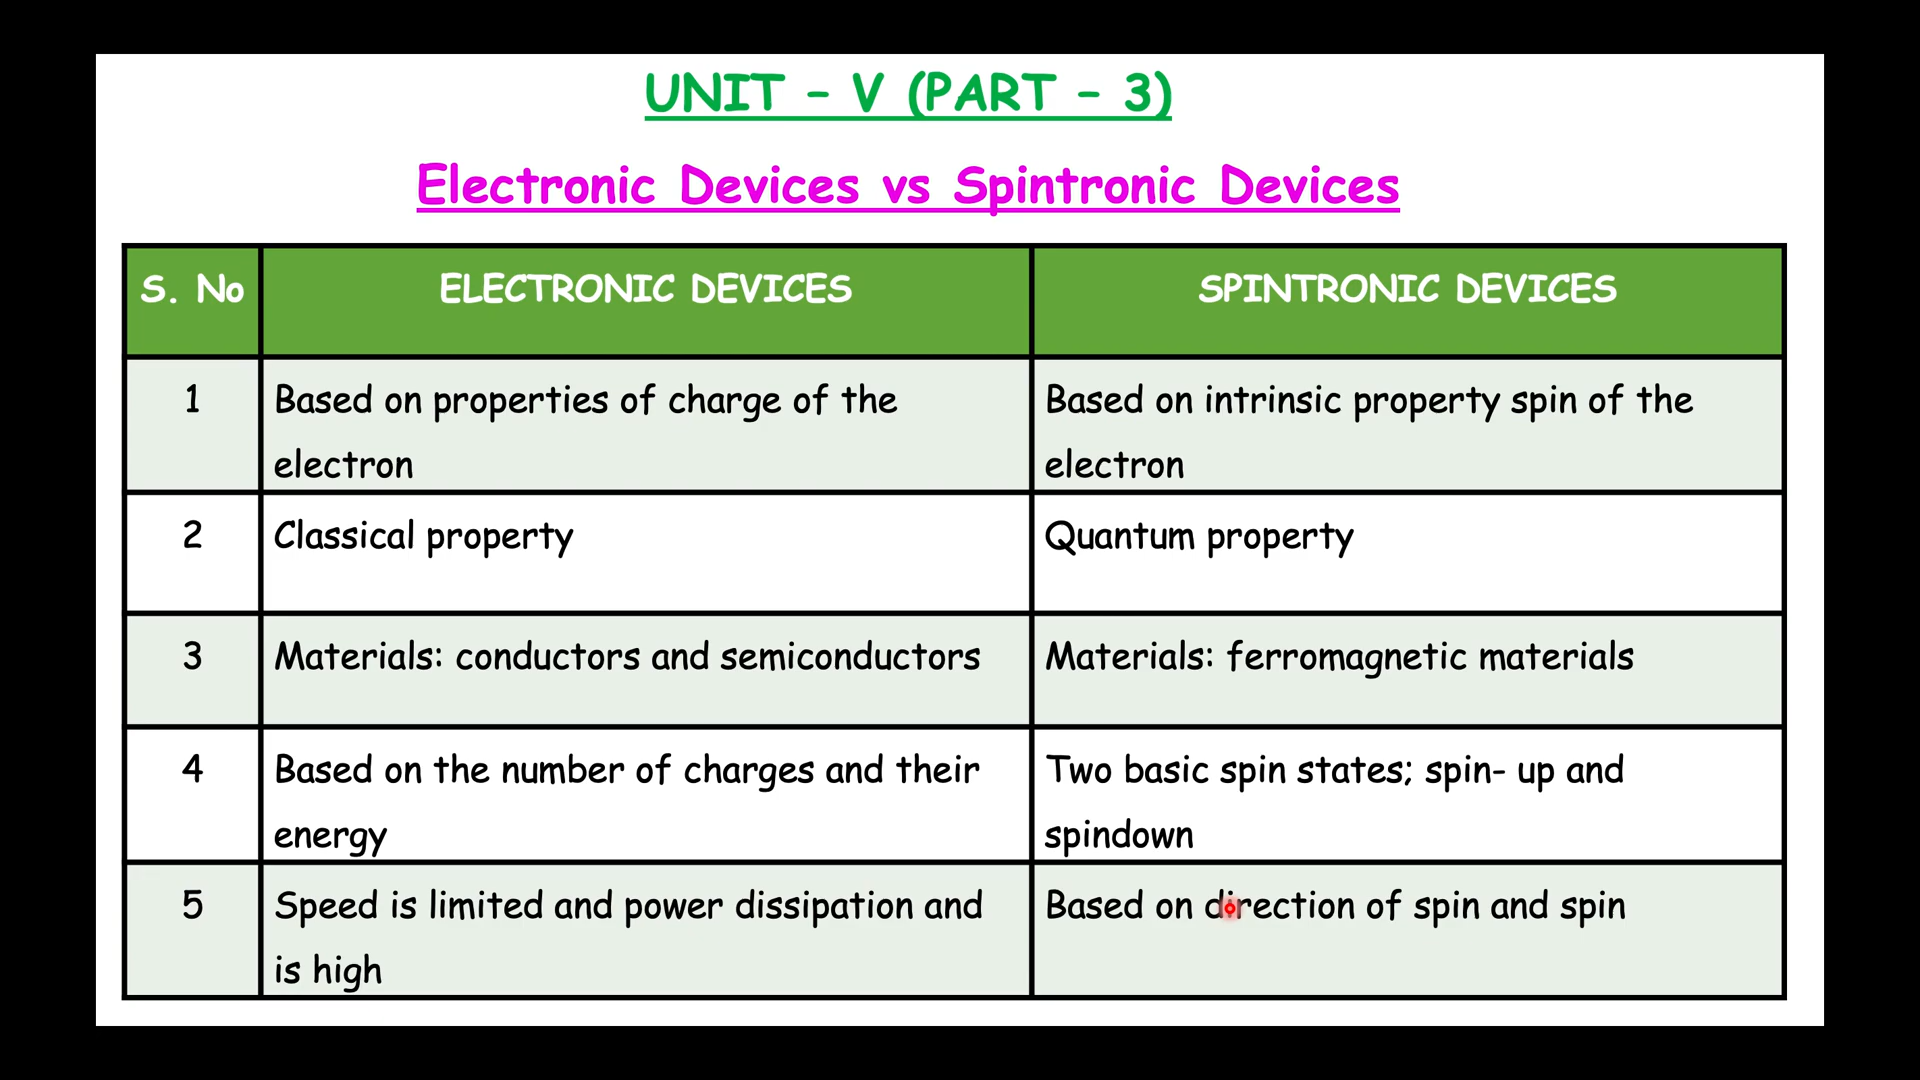 UNIT – V (PART – 3)
Electronic Devices vs Spintronic Devices
S. No
ELECTRONIC DEVICES
SPINTRONIC DEVICES
1
Based on properties of charge of the
electron
Based on intrinsic property spin of the
electron
2
Classical property
Quantum property
3
Materials: conductors and semiconductors
Materials: ferromagnetic materials
4
Based on the number of charges and their
energy
Two basic spin states; spin- up and
spindown
5
Speed is limited and power dissipation and
is high
Based on direction of spin and spin